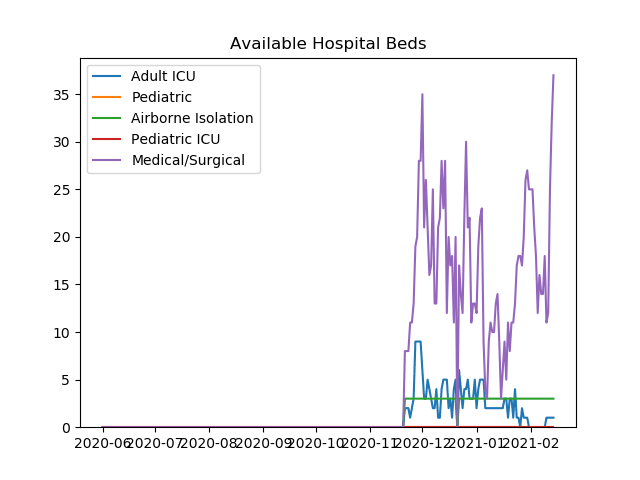 Available Hospital Beds
Adult ICU
Pediatric
Airborne Isolation
Pediatric ICU
Medical/Surgical
35
30
25
20
15
10
5
0
2020-06 2020-07 2020-08 2020-09 2020-10 2020-11 2020-12 2021-01 2021-02